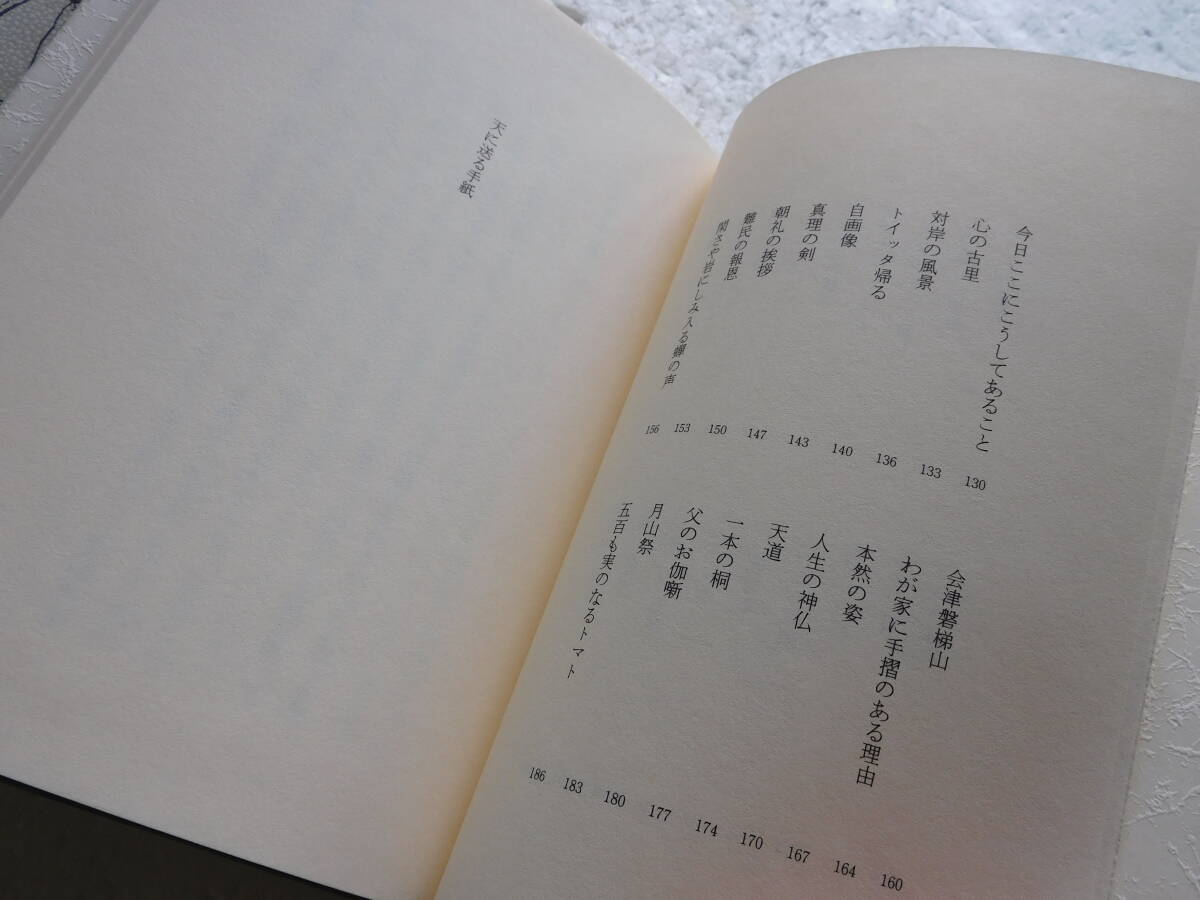 今日ここにこうしてあること 130
心の古里 133
対岸の風景 136
トイッタ帰る 140
自画像 143
真理の剣 147
朝礼の挨拶 150
難民の報恩 153
閑さや岩にしみ入る蟬の声 156
会津磐梯山 160
わが家に手摺のある理由 164
本然の姿 167
人生の神仏 170
天道 174
一本の桐 177
父のお伽噺 180
月山祭 183
五百も実のなるトマト 186
天に送る手紙